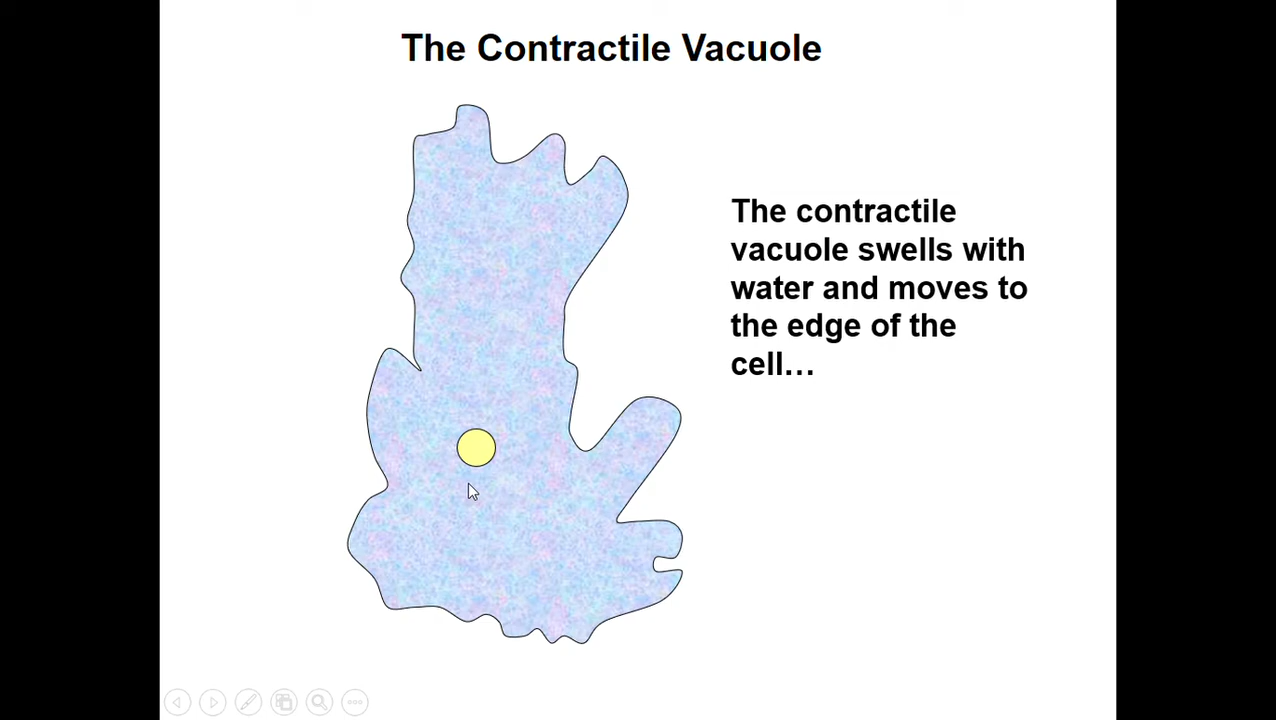 The Contractile Vacuole
The contractile
vacuole swells with
water and moves to
the edge of the
cell…